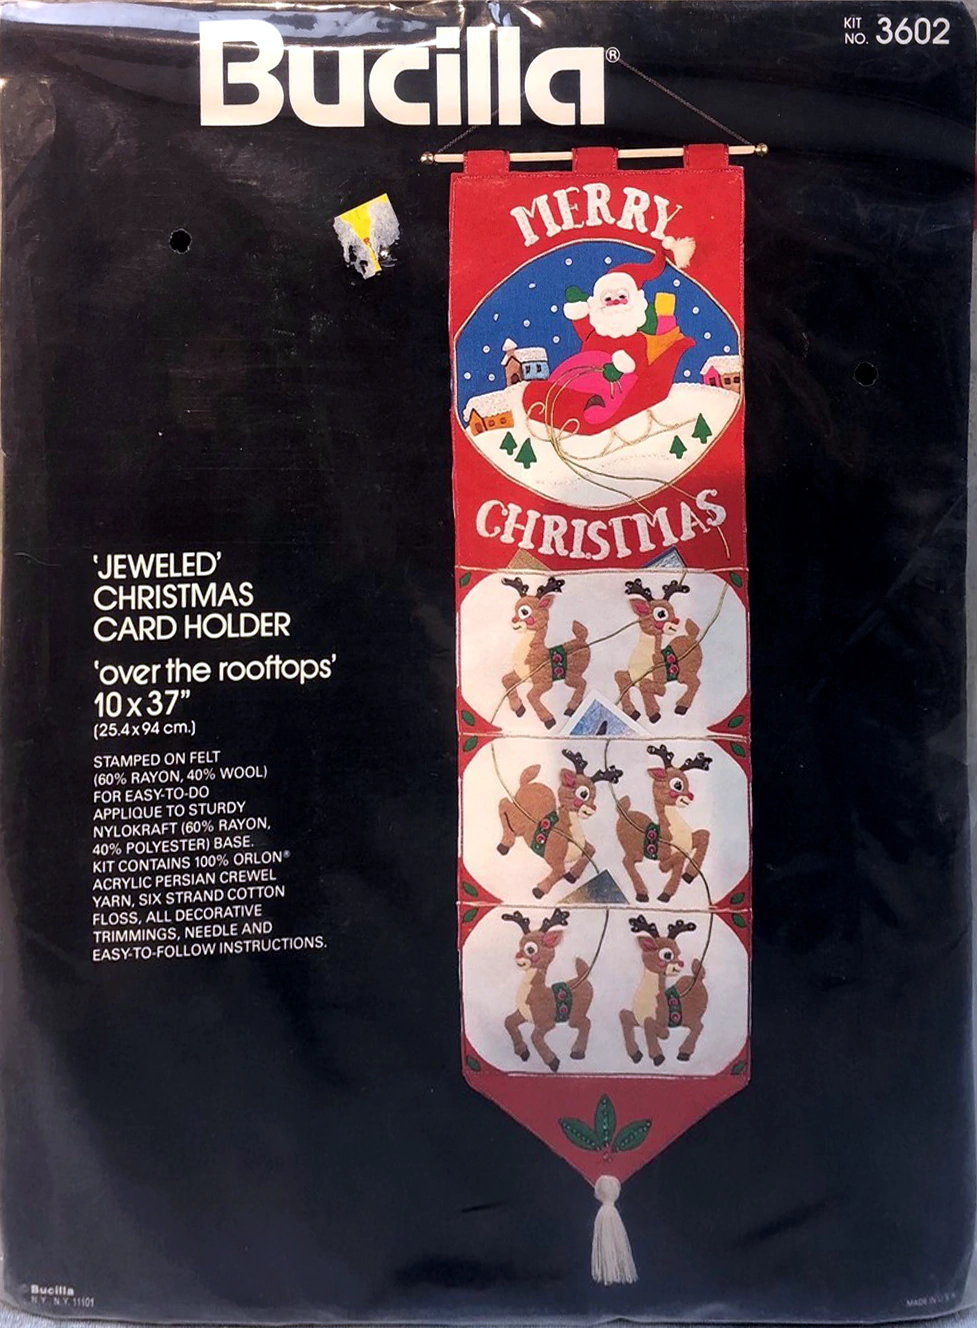 Bucilla®
KIT
NO. 3602
MERRY
CHRISTMAS
'JEWELED'
CHRISTMAS
CARD HOLDER
'over the rooftops'
10 x 37"
(25.4 x 94 cm.)
STAMPED ON FELT
(60% RAYON, 40% WOOL)
FOR EASY-TO-DO
APPLIQUE TO STURDY
NYLOKRAFT (60% RAYON,
40% POLYESTER) BASE.
KIT CONTAINS 100% ORLON®
ACRYLIC PERSIAN CREWEL
YARN, SIX STRAND COTTON
FLOSS, ALL DECORATIVE
TRIMMINGS, NEEDLE AND
EASY-TO-FOLLOW INSTRUCTIONS.
© Bucilla
N.Y. N.Y. 11101
MADE IN U.S.A.